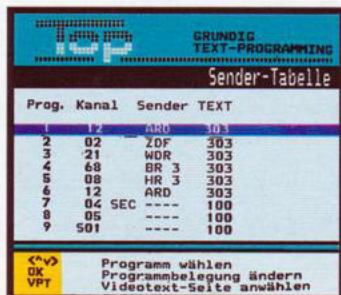 Top
GRUNDIG
TEXT-PROGRAMMING
Sender-Tabelle
Prog. Kanal Sender TEXT
1 12 ARD 303
2 02 ZDF 303
3 21 WDR 303
4 68 BR 3 303
5 08 HR 3 303
6 12 ARD 303
7 04 SEC ---- 100
8 05 ---- 100
9 S01 ---- 100
<^v> Programm wählen
OK Programmbelegung ändern
VPT Videotext-Seite anwählen